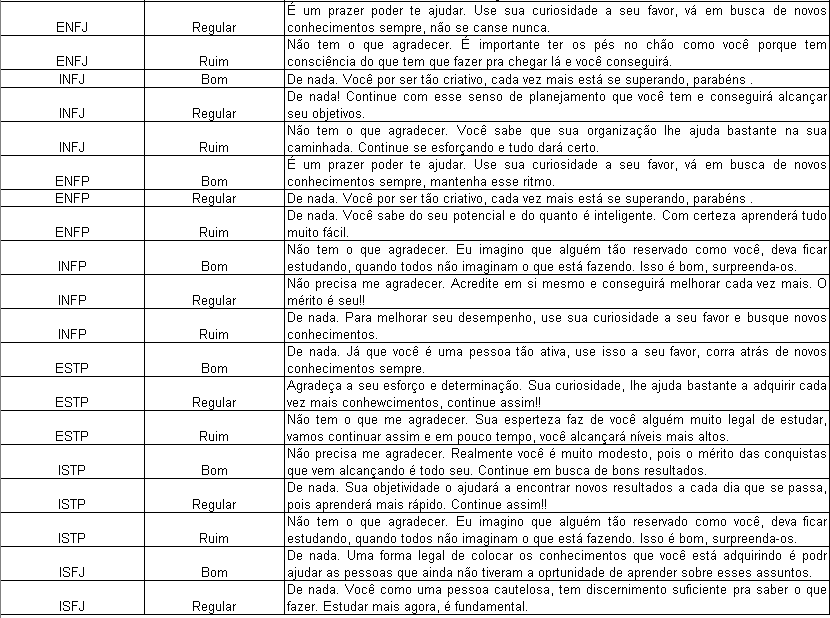 É um prazer poder te ajudar. Use sua curiosidade a seu favor, vá em busca de novos
ENFJ Regular conhecimentos sempre, não se canse nunca.
Não tem o que agradecer. É importante ter os pés no chão como você porque tem
ENFJ Ruim consciência do que tem que fazer pra chegar lá e você conseguirá.
INFJ Bom De nada. Você por ser tão criativo, cada vez mais está se superando, parabéns .
De nada! Continue com esse senso de planejamento que você tem e conseguirá alcançar
INFJ Regular seu objetivos.
Não tem o que agradecer. Você sabe que sua organização lhe ajuda bastante na sua
INFJ Ruim caminhada. Continue se esforçando e tudo dará certo.
É um prazer poder te ajudar. Use sua curiosidade a seu favor, vá em busca de novos
ENFP Bom conhecimentos sempre, mantenha esse ritmo.
ENFP Regular De nada. Você por ser tão criativo, cada vez mais está se superando, parabéns .
De nada. Você sabe do seu potencial e do quanto é inteligente. Com certeza aprenderá tudo
ENFP Ruim muito fácil.
Não tem o que agradecer. Eu imagino que alguém tão reservado como você, deva ficar
INFP Bom estudando, quando todos não imaginam o que está fazendo. Isso é bom, surpreenda-os.
Não precisa me agradecer. Acredite em si mesmo e conseguirá melhorar cada vez mais. O
INFP Regular mérito é seu!!
De nada. Para melhorar seu desempenho, use sua curiosidade a seu favor e busque novos
INFP Ruim conhecimentos.
De nada. Já que você é uma pessoa tão ativa, use isso a seu favor, corra atrás de novos
ESTP Bom conhecimentos sempre.
Agradeça a seu esforço e determinação. Sua curiosidade, lhe ajuda bastante a adquirir cada
ESTP Regular vez mais conhewcimentos, continue assim!!
Não tem o que me agradecer. Sua esperteza faz de você alguém muito legal de estudar,
ESTP Ruim vamos continuar assim e em pouco tempo, você alcançará níveis mais altos.
Não precisa me agradecer. Realmente você é muito modesto, pois o mérito das conquistas
ISTP Bom que vem alcançando é todo seu. Continue em busca de bons resultados.
De nada. Sua objetividade o ajudará a encontrar novos resultados a cada dia que se passa,
ISTP Regular pois aprenderá mais rápido. Continue assim!!
Não tem o que agradecer. Eu imagino que alguém tão reservado como você, deva ficar
ISTP Ruim estudando, quando todos não imaginam o que está fazendo. Isso é bom, surpreenda-os.
De nada. Uma forma legal de colocar os conhecimentos que você está adquirindo é podr
ISFJ Bom ajudar as pessoas que ainda não tiveram a oprtunidade de aprender sobre esses assuntos.
De nada. Você como uma pessoa cautelosa, tem discernimento suficiente pra saber o que
ISFJ Regular fazer. Estudar mais agora, é fundamental.